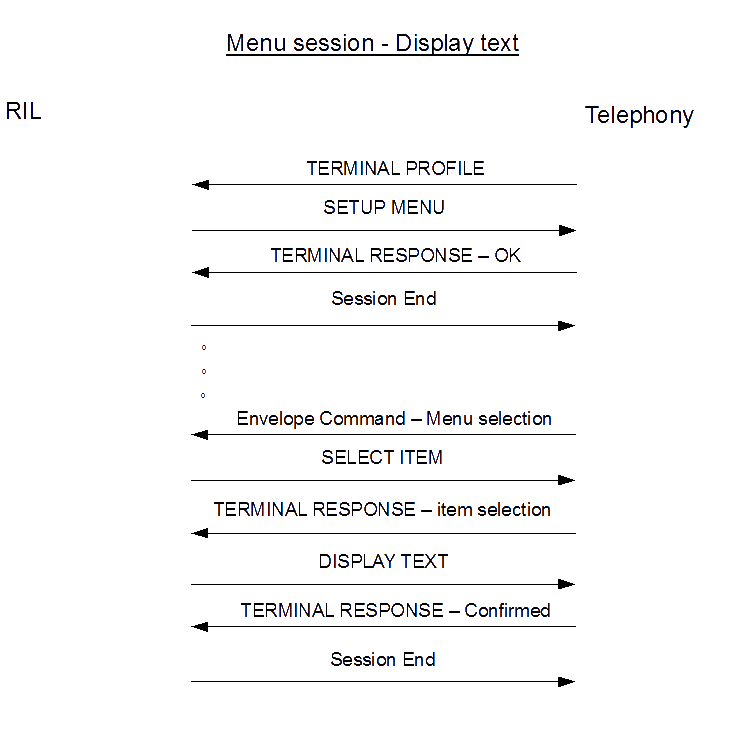 Menu session - Display text
RIL
Telephony
TERMINAL PROFILE
SETUP MENU
TERMINAL RESPONSE – OK
Session End
Envelope Command – Menu selection
SELECT ITEM
TERMINAL RESPONSE – item selection
DISPLAY TEXT
TERMINAL RESPONSE – Confirmed
Session End